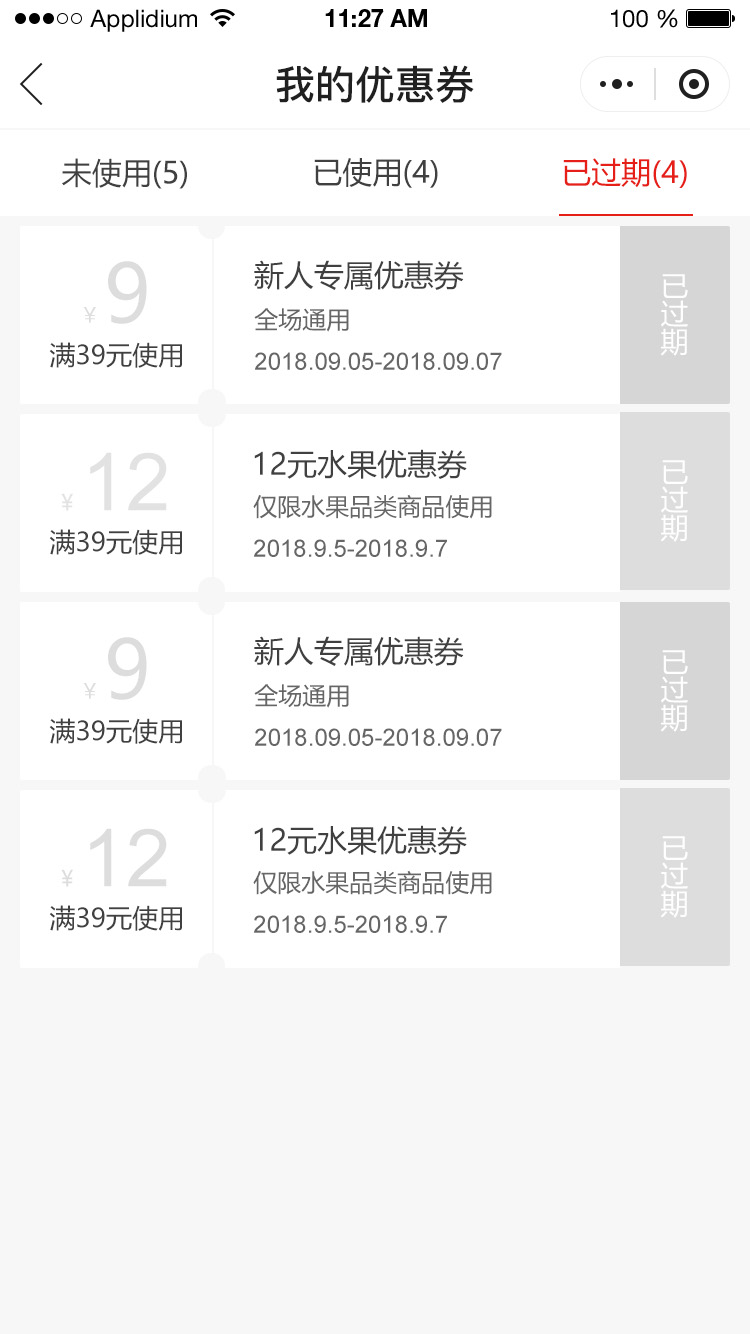 Applidium 11:27 AM 100 %
我的优惠券
未使用(5) 已使用(4) 已过期(4)
¥ 9
满39元使用
新人专属优惠券
全场通用
2018.09.05-2018.09.07
已过期
¥ 12
满39元使用
12元水果优惠券
仅限水果品类商品使用
2018.9.5-2018.9.7
已过期
¥ 9
满39元使用
新人专属优惠券
全场通用
2018.09.05-2018.09.07
已过期
¥ 12
满39元使用
12元水果优惠券
仅限水果品类商品使用
2018.9.5-2018.9.7
已过期